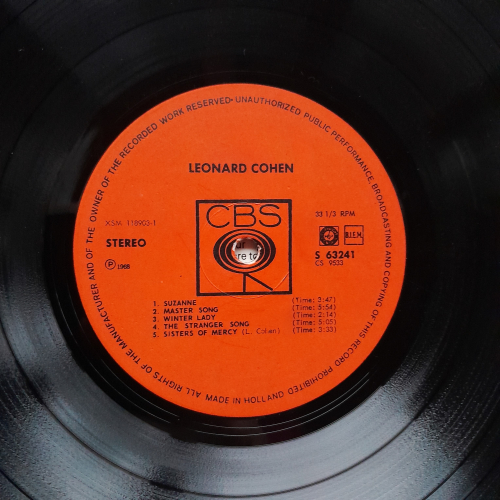 ALL RIGHTS OF THE MANUFACTURER AND OF THE OWNER OF THE RECORDED WORK RESERVED • UNAUTHORIZED PUBLIC PERFORMANCE BROADCASTING AND COPYING OF THIS RECORD PROHIBITED
MADE IN HOLLAND
LEONARD COHEN
CBS
XSM 118903-1
33 1/3 RPM
STEREO
B.I.E.M.
S 63241
CS 9533
Ⓟ 1968
re to
1. SUZANNE (Time: 3:47)
2. MASTER SONG (Time: 5:54)
3. WINTER LADY (Time: 2:14)
4. THE STRANGER SONG (Time: 5:05)
5. SISTERS OF MERCY (L. Cohen) (Time: 3:33)